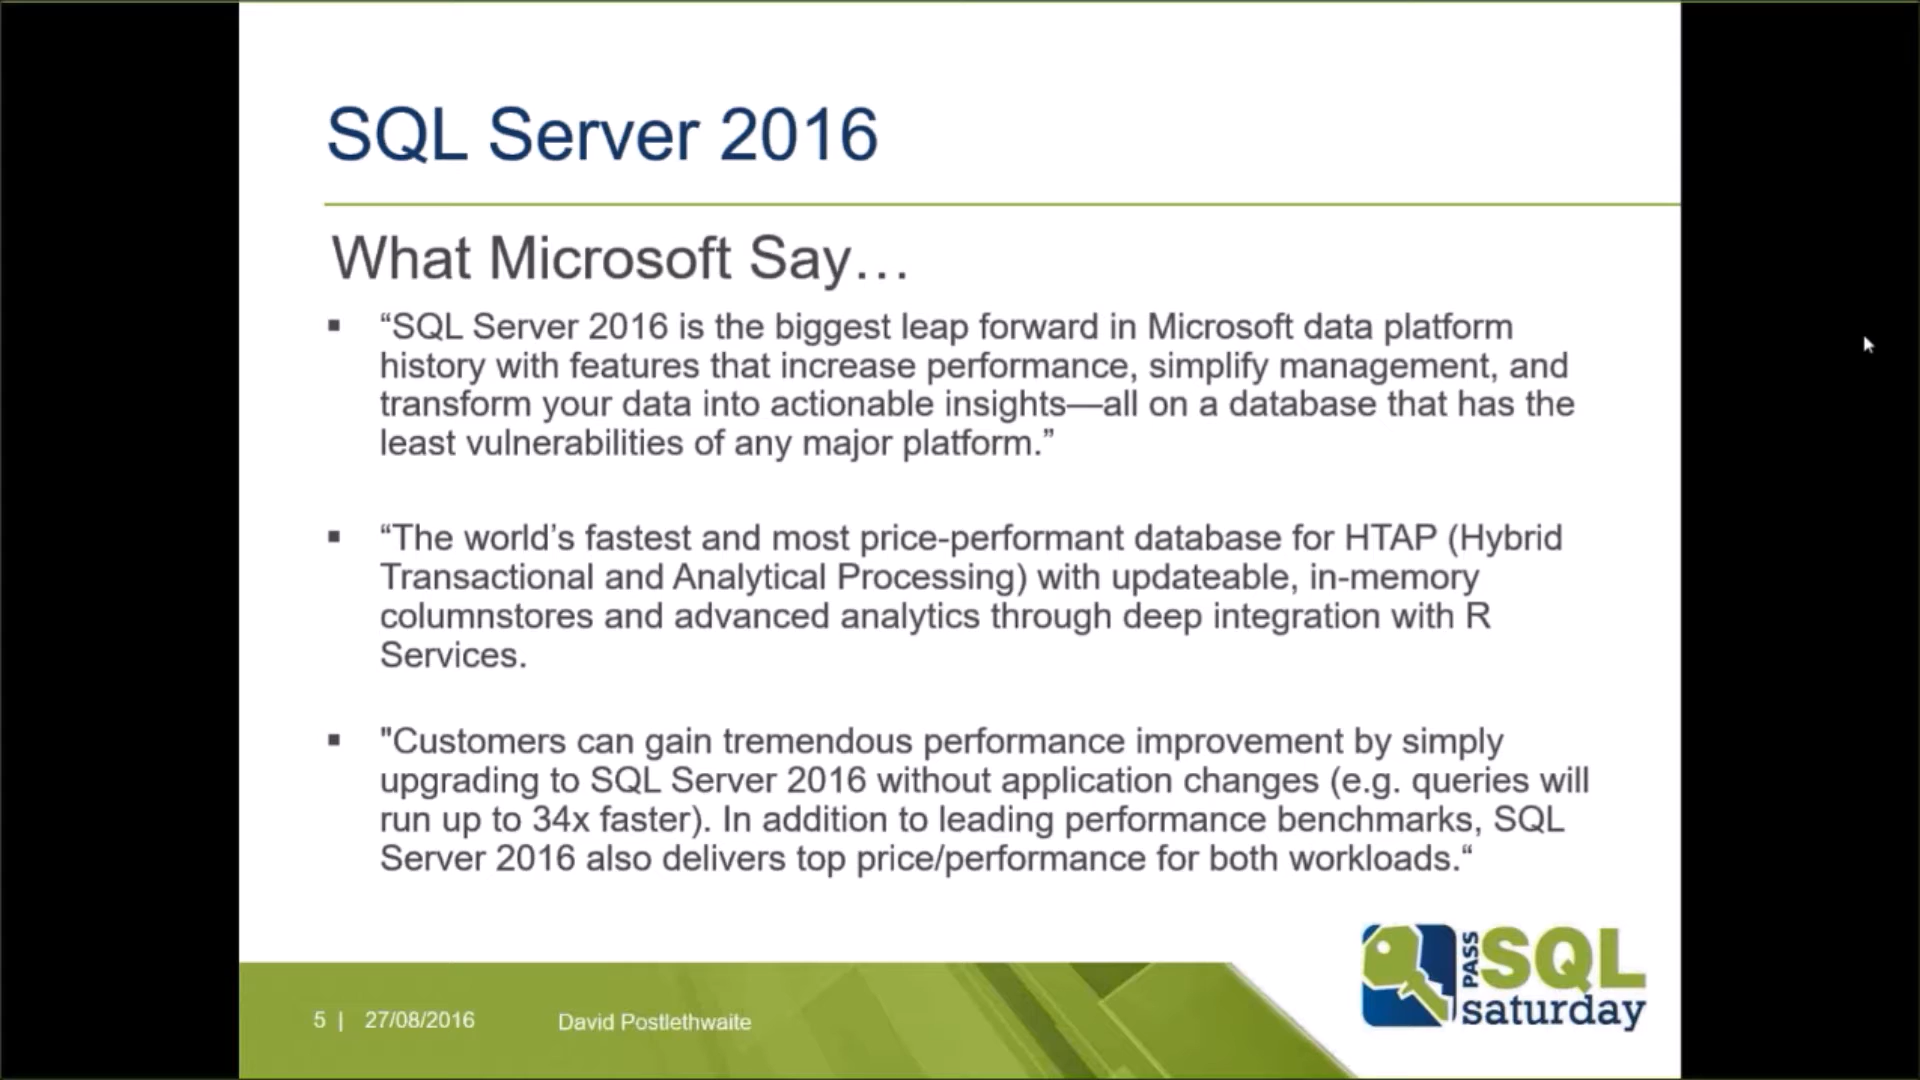 SQL Server 2016
What Microsoft Say…
▪ “SQL Server 2016 is the biggest leap forward in Microsoft data platform
history with features that increase performance, simplify management, and
transform your data into actionable insights—all on a database that has the
least vulnerabilities of any major platform.”
▪ “The world’s fastest and most price-performant database for HTAP (Hybrid
Transactional and Analytical Processing) with updateable, in-memory
columnstores and advanced analytics through deep integration with R
Services.
▪ "Customers can gain tremendous performance improvement by simply
upgrading to SQL Server 2016 without application changes (e.g. queries will
run up to 34x faster). In addition to leading performance benchmarks, SQL
Server 2016 also delivers top price/performance for both workloads.“
5 | 27/08/2016 David Postlethwaite
PASS SQL
saturday